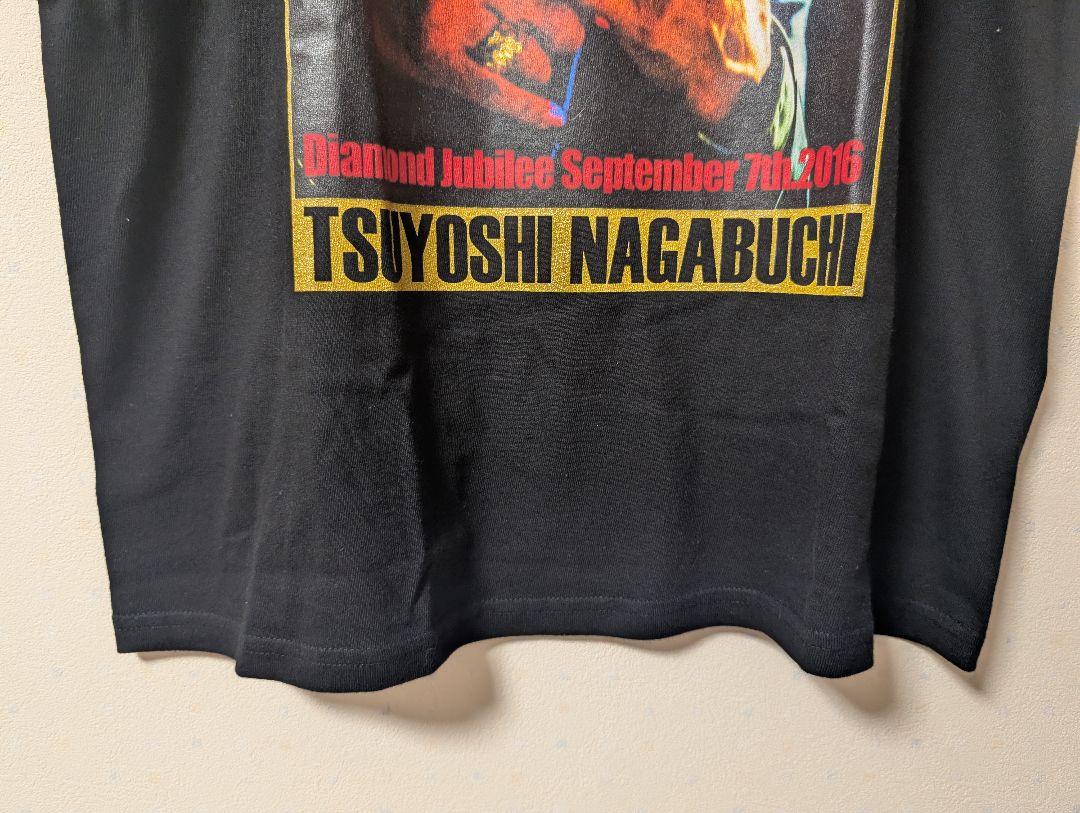 Diamond Jubilee September 7th.2016
TSUYOSHI NAGABUCHI